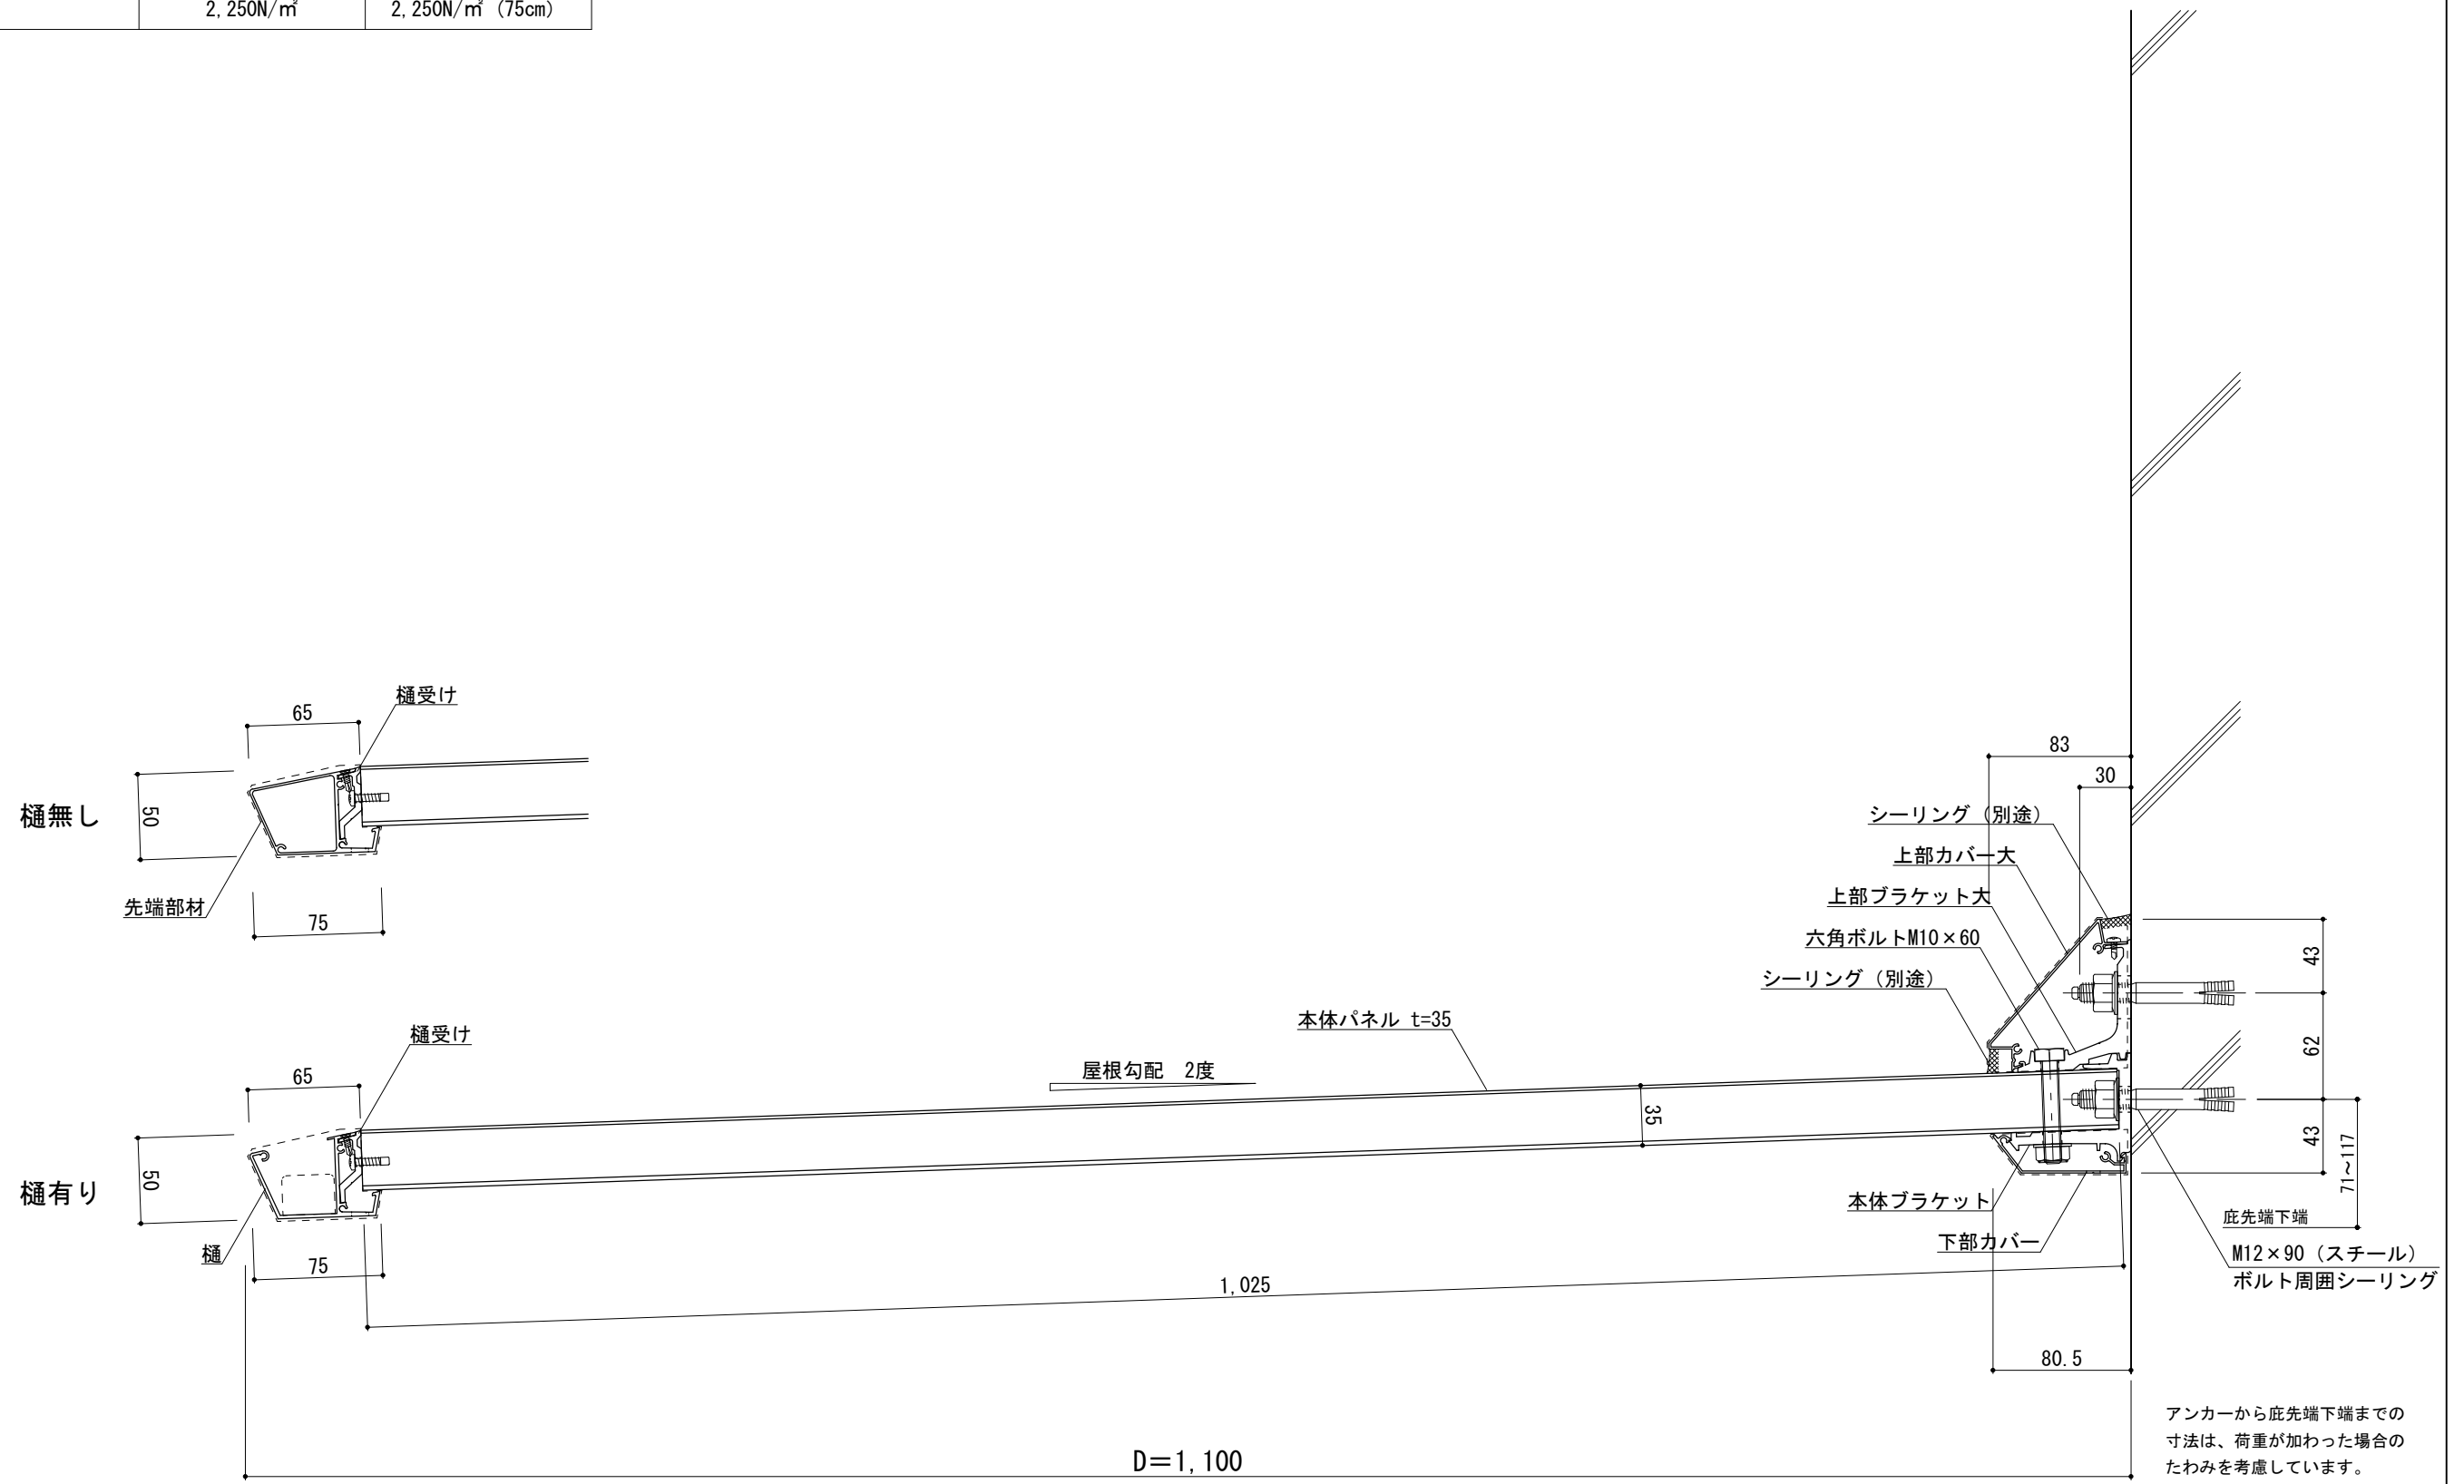 2,250N/㎡
2,250N/㎡ (75cm)
樋受け
65
樋無し
50
先端部材
75
83
30
シーリング（別途）
上部カバー大
上部ブラケット大
六角ボルトM10×60
シーリング（別途）
43
62
43
71～117
本体パネル t=35
屋根勾配 2度
35
樋受け
65
樋有り
50
樋
75
本体ブラケット
下部カバー
庇先端下端
M12×90（スチール）
ボルト周囲シーリング
1,025
80.5
D＝1,100
アンカーから庇先端下端までの
寸法は、荷重が加わった場合の
たわみを考慮しています。